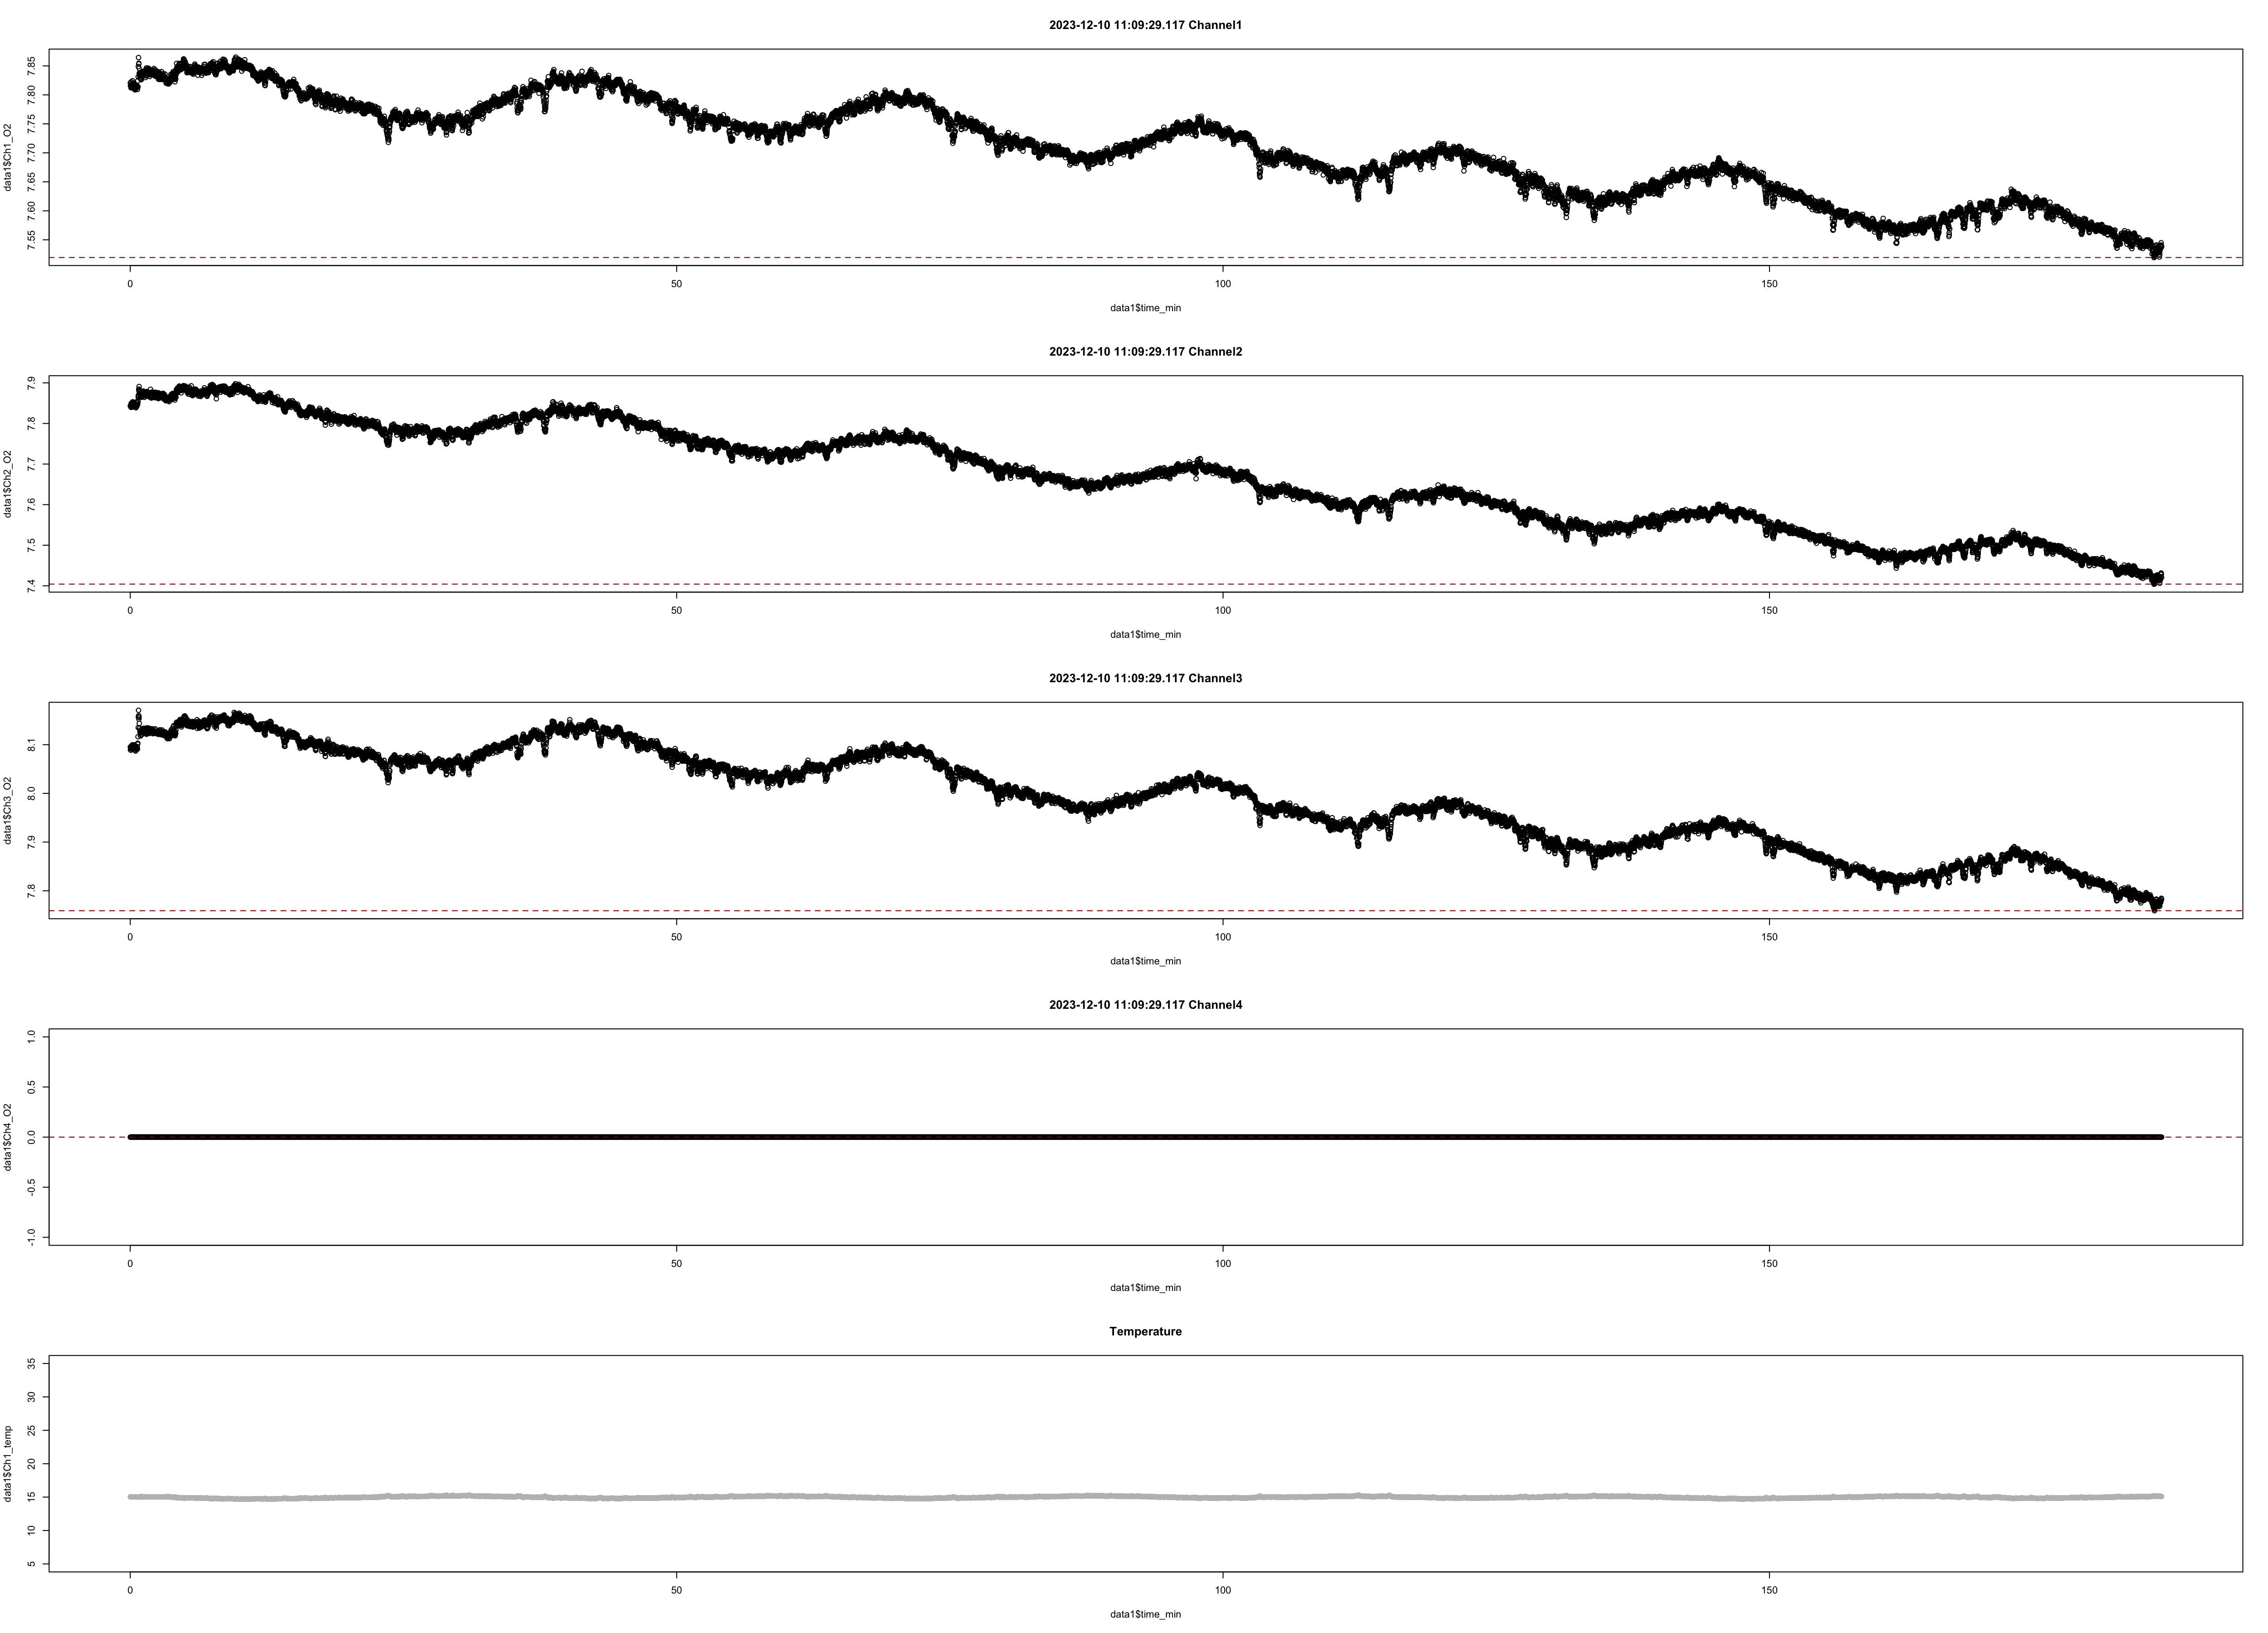 2023-12-10 11:09:29.117 Channel1
data1$Ch1_O2
7.85
7.80
7.75
7.70
7.65
7.60
7.55
0 50 100 150
data1$time_min
2023-12-10 11:09:29.117 Channel2
data1$Ch2_O2
7.9
7.8
7.7
7.6
7.5
7.4
0 50 100 150
data1$time_min
2023-12-10 11:09:29.117 Channel3
data1$Ch3_O2
8.1
8.0
7.9
7.8
0 50 100 150
data1$time_min
2023-12-10 11:09:29.117 Channel4
data1$Ch4_O2
1.0
0.5
0.0
-0.5
-1.0
0 50 100 150
data1$time_min
Temperature
data1$Ch1_temp
35
30
25
20
15
10
5
0 50 100 150
data1$time_min